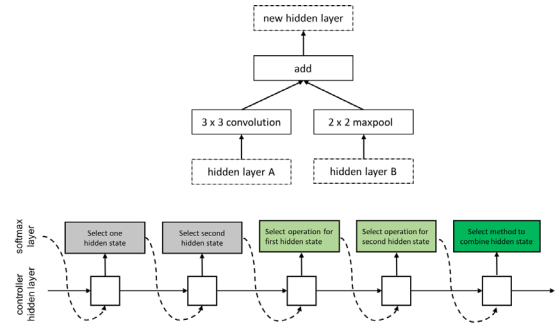 new hidden layer
add
3 x 3 convolution
2 x 2 maxpool
hidden layer A
hidden layer B
softmax
layer
Select one
hidden state
Select second
hidden state
Select operation for
first hidden state
Select operation for
second hidden state
Select method to
combine hidden state
controller
hidden layer